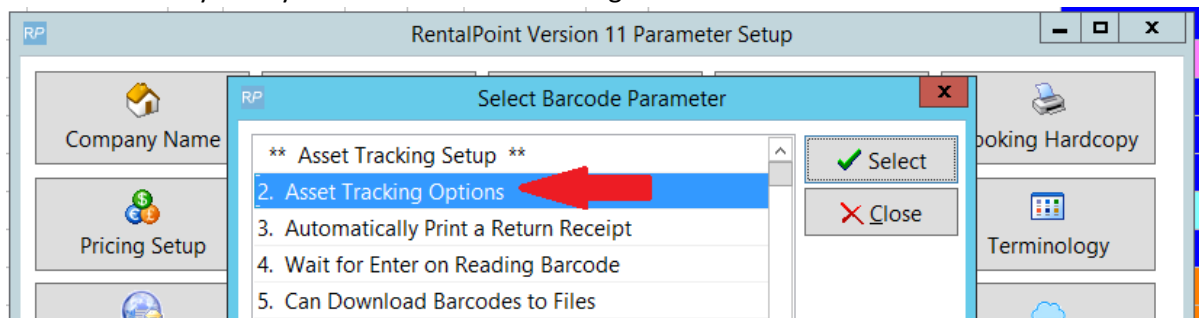 RP RentalPoint Version 11 Parameter Setup
RP Select Barcode Parameter
Company Name
Hardcopy
** Asset Tracking Setup **
Select
2. Asset Tracking Options
Close
3. Automatically Print a Return Receipt
Pricing Setup
Terminology
4. Wait for Enter on Reading Barcode
5. Can Download Barcodes to Files